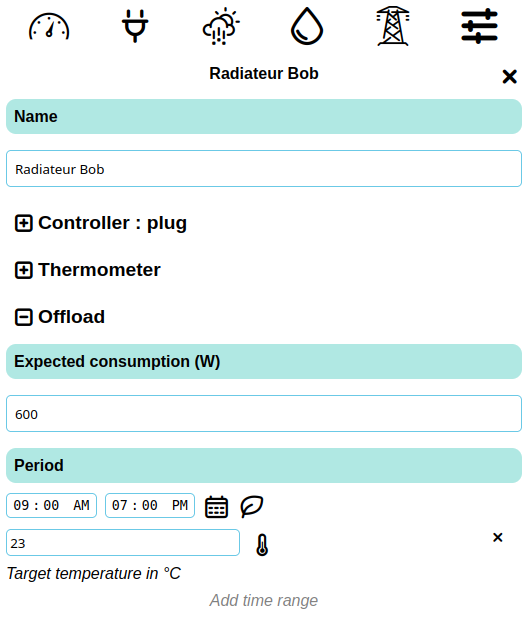 Radiateur Bob
Name
Radiateur Bob
Controller : plug
Thermometer
Offload
Expected consumption (W)
600
Period
09:00 AM 07:00 PM
23
Target temperature in °C
Add time range